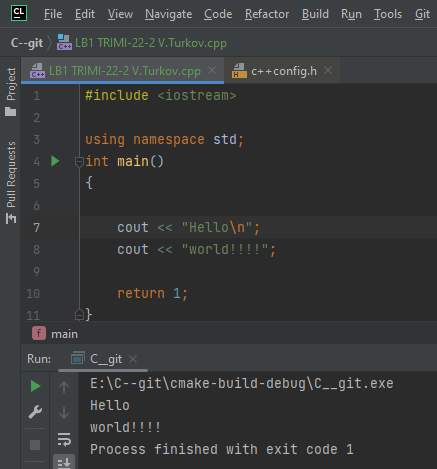 CL File Edit View Navigate Code Refactor Build Run Tools Git
C--git LB1 TRIMI-22-2 V.Turkov.cpp
LB1 TRIMI-22-2 V.Turkov.cpp × c++config.h ×
Project
Pull Requests
1 #include <iostream>
2
3 using namespace std;
4 int main()
5 {
6
7 cout << "Hello\n";
8 cout << "world!!!!";
9
10 return 1;
11 }
f main
Run: C__git ×
E:\C--git\cmake-build-debug\C__git.exe
Hello
world!!!!
Process finished with exit code 1